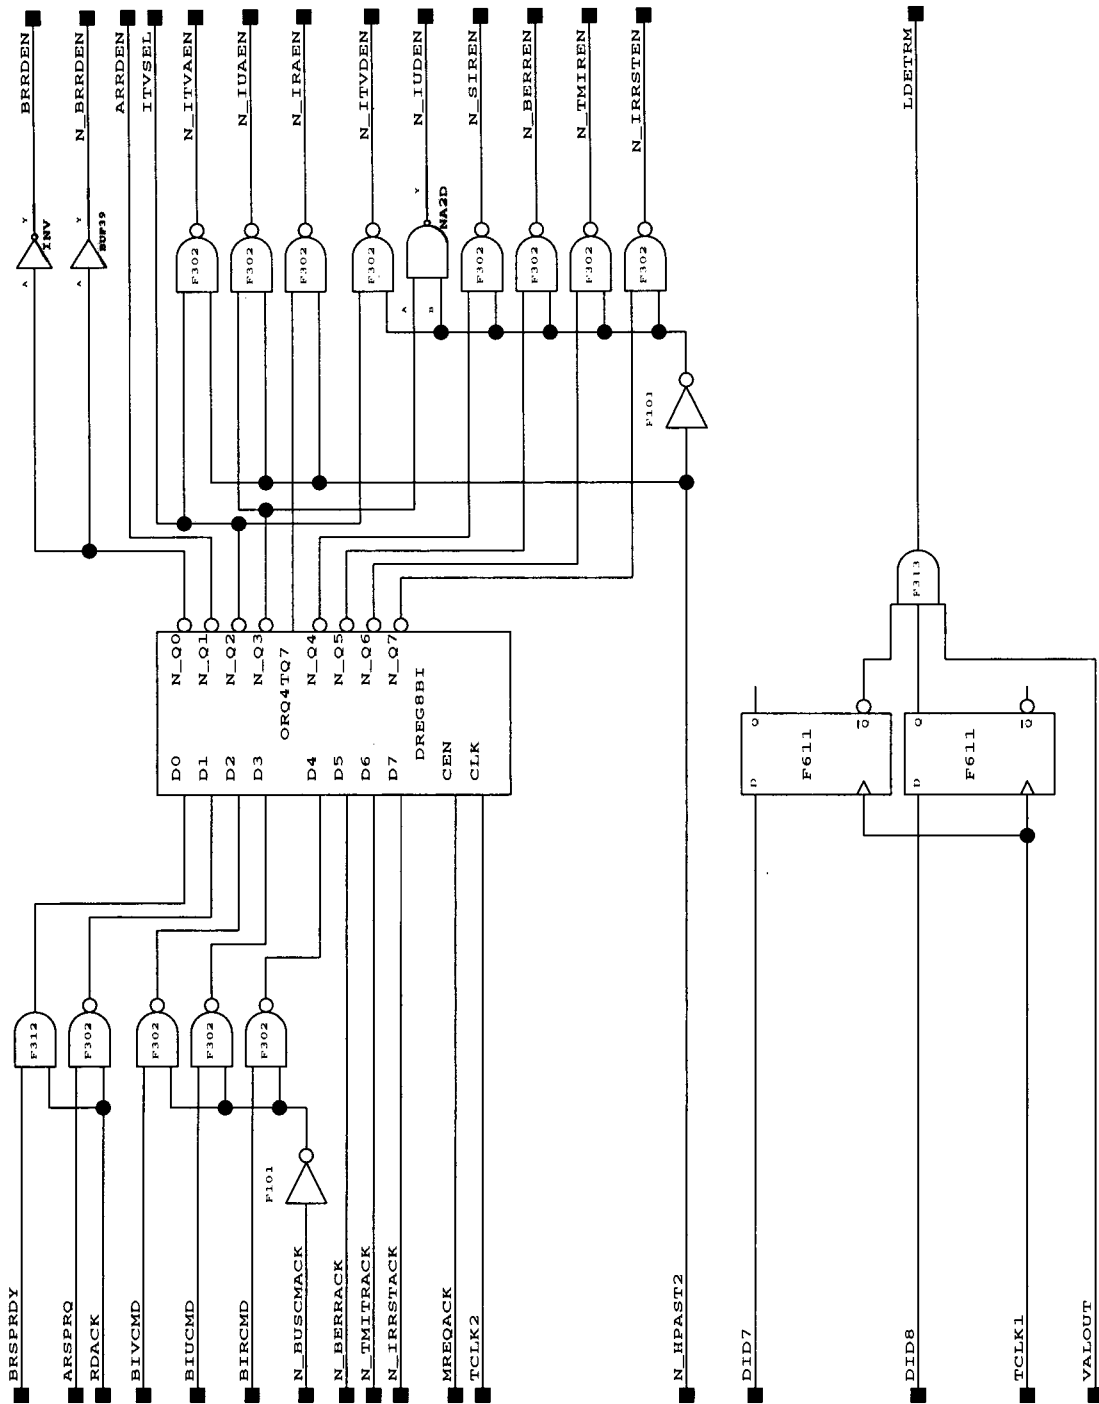 BRRDEN
N_BRRDEN
ARRDEN
ITVSEL
N_ITVAEN
N_IUAEN
N_IRAEN
N_ITVDEN
N_IUDEN
N_SIREN
N_BERREN
N_TMIREN
N_IRRSTEN
LDETRM
A
Y
INV
A
Y
BUF39
F302
F302
F302
F302
A
B
Y
NA2D
F302
F302
F302
F302
F101
F313
N_Q0
N_Q1
N_Q2
N_Q3
ORQ4TQ7
N_Q4
N_Q5
N_Q6
N_Q7
DREG8BI
D0
D1
D2
D3
D4
D5
D6
D7
CEN
CLK
D
Q
Q
F611
D
Q
Q
F611
F312
F302
F302
F302
F302
F101
BRSPRDY
ARSPRQ
RDACK
BIVCMD
BIUCMD
BIRCMD
N_BUSCMACK
N_BERRACK
N_TMITRACK
N_IRRSTACK
MREQACK
TCLK2
N_HPAST2
DID7
DID8
TCLK1
VALOUT